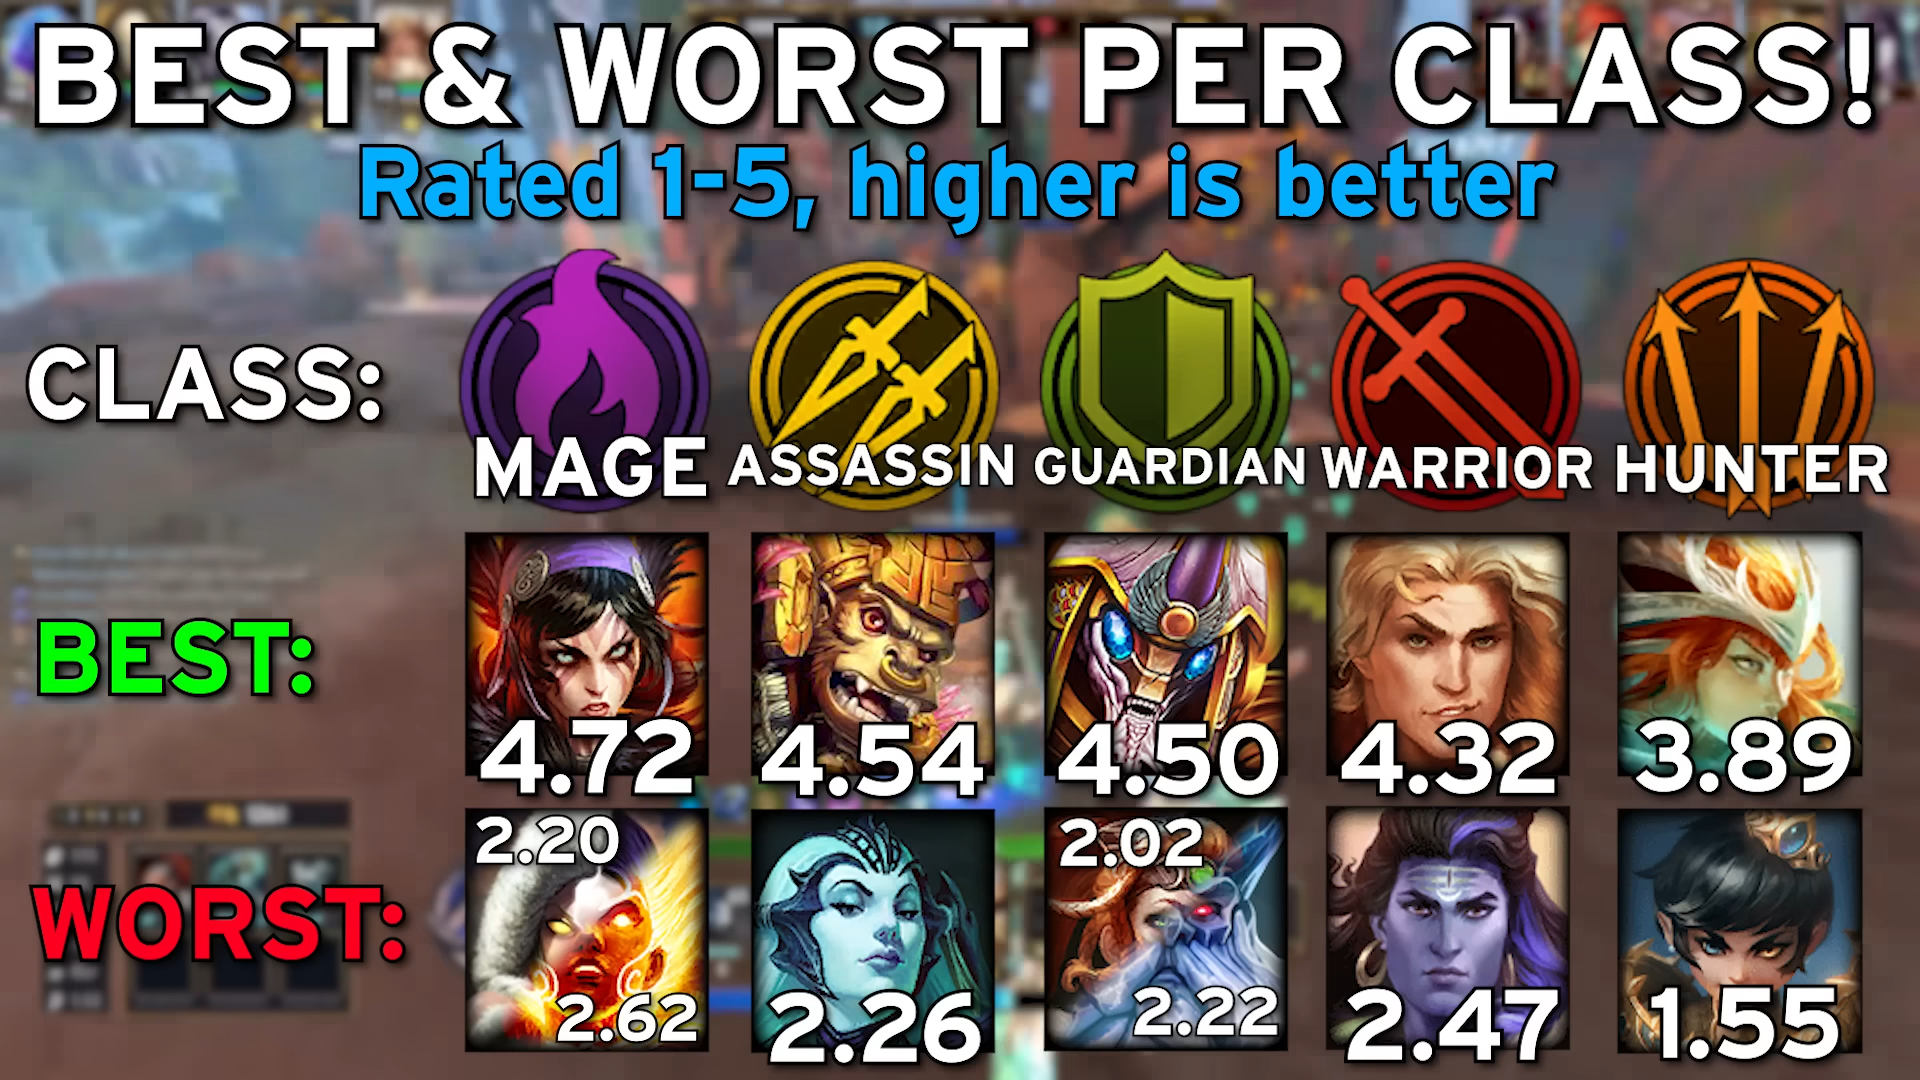 BEST & WORST PER CLASS!
Rated 1-5, higher is better
CLASS:
MAGE ASSASSIN GUARDIAN WARRIOR HUNTER
BEST:
4.72 4.54 4.50 4.32 3.89
WORST:
2.20 2.02
2.62 2.26 2.22 2.47 1.55